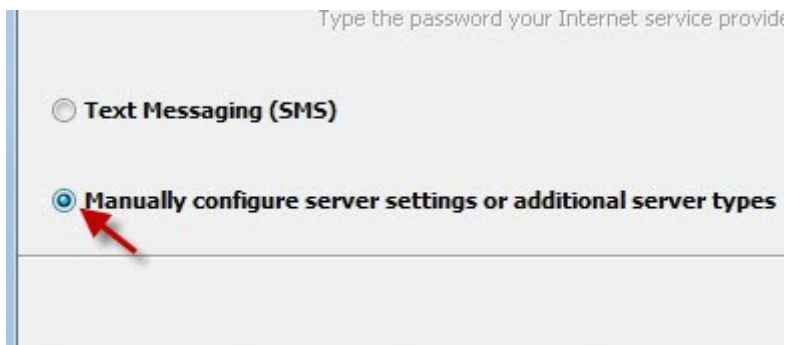 Type the password your Internet service provide
Text Messaging (SMS)
Manually configure server settings or additional server types